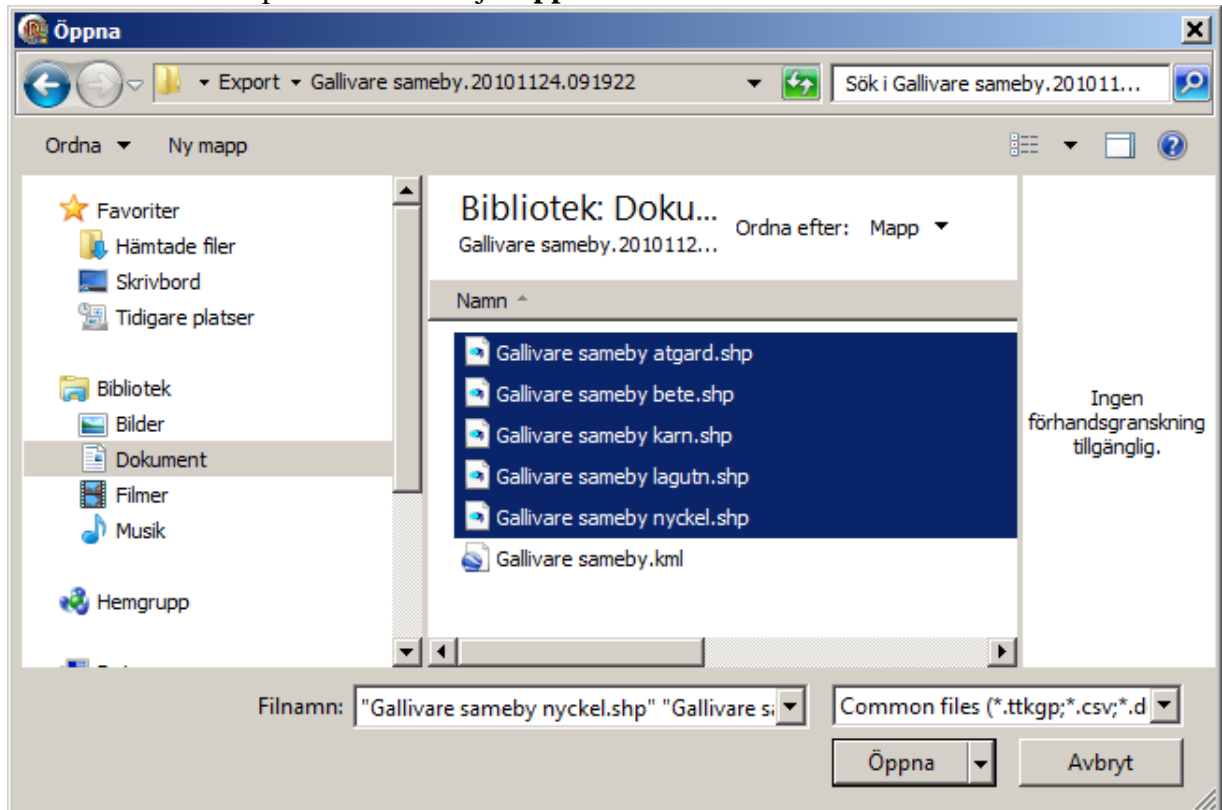 Öppna
Export Gallivare sameby.20101124.091922
Sök i Gallivare sameby.201011...
Ordna Ny mapp
Favoriter
Hämtade filer
Skrivbord
Tidigare platser
Bibliotek
Bilder
Dokument
Filmer
Musik
Hemgrupp
Bibliotek: Doku...
Gallivare sameby.2010112...
Ordna efter: Mapp
Namn
Gallivare sameby atgard.shp
Gallivare sameby bete.shp
Gallivare sameby karn.shp
Gallivare sameby lagutn.shp
Gallivare sameby nyckel.shp
Gallivare sameby.kml
Ingen
förhandsgranskning
tillgänglig.
Filnamn: "Gallivare sameby nyckel.shp" "Gallivare s
Common files (*.ttkgp;*.csv;*.d
Öppna Avbryt